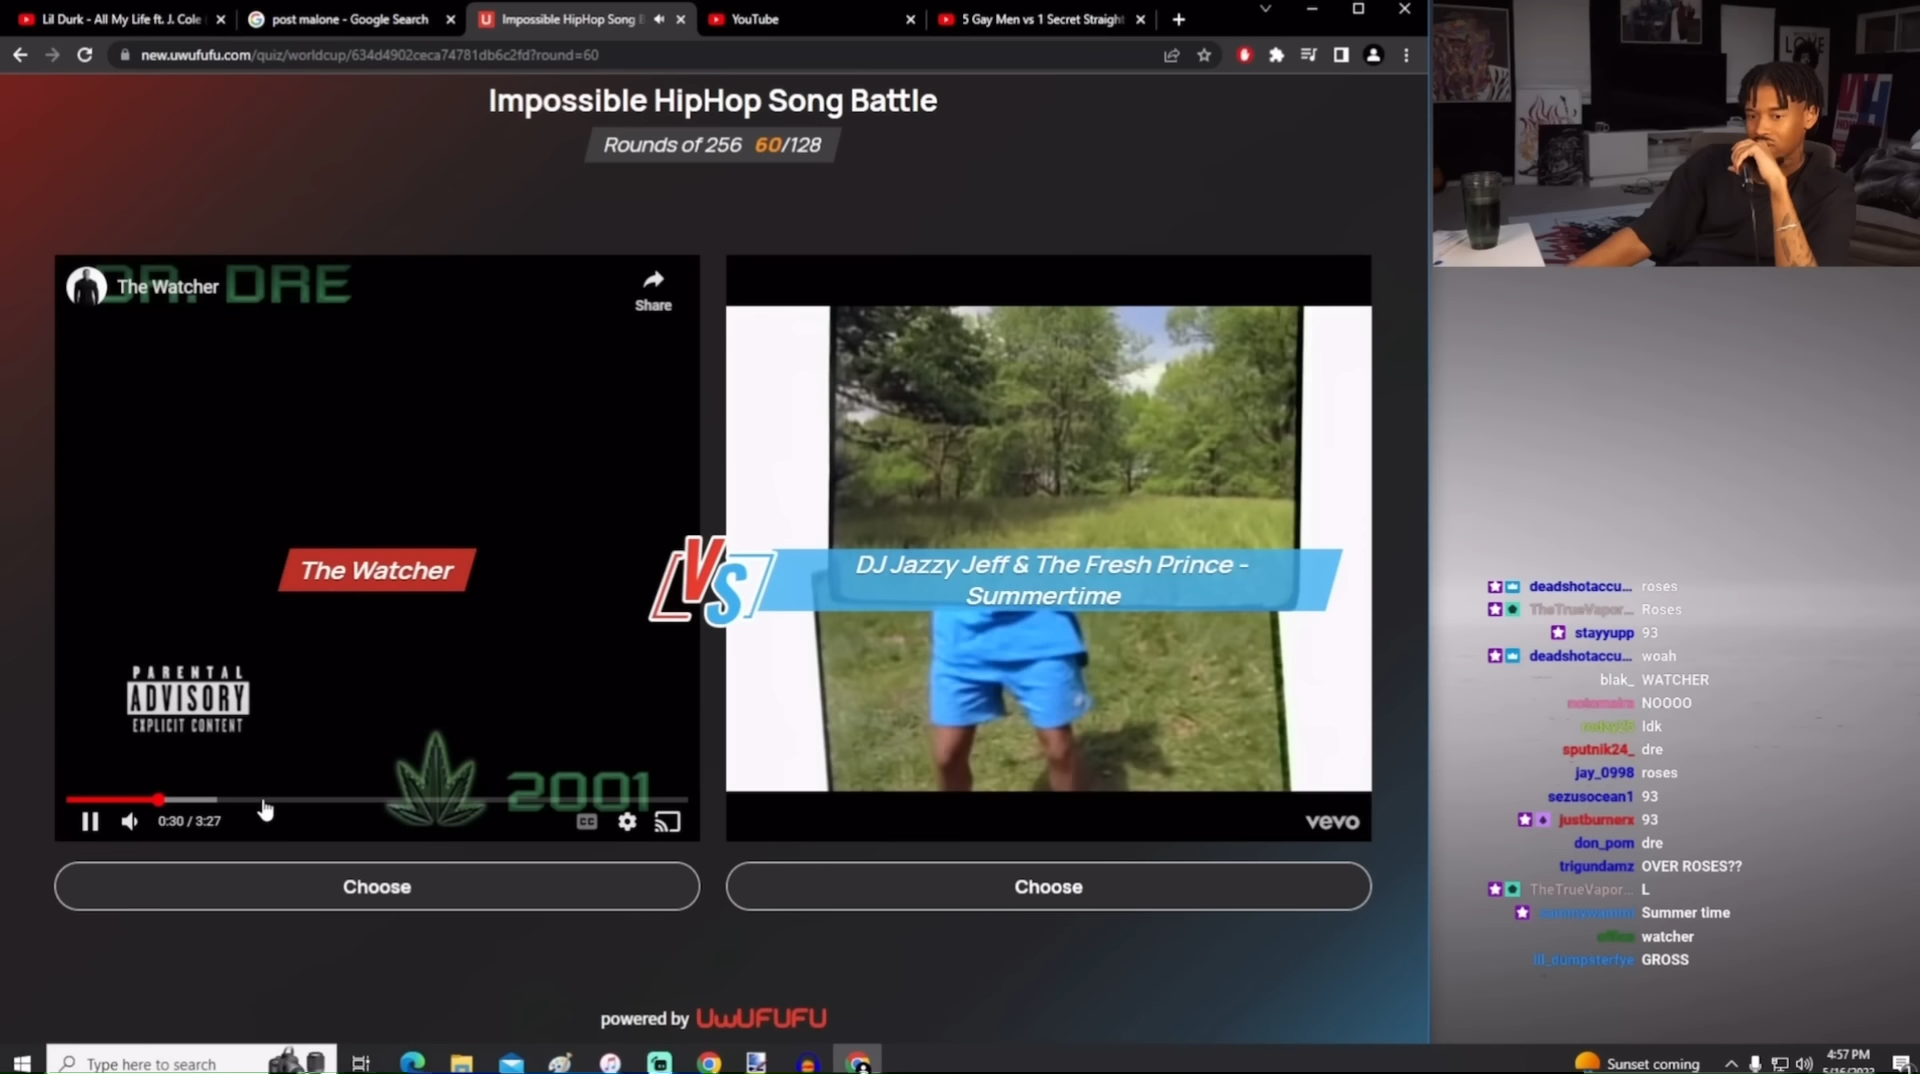 Lil Durk - All My Life ft. J. Cole
post malone - Google Search
Impossible HipHop Song
YouTube
5 Gay Men vs 1 Secret Straight
new.uwufufu.com/quiz/worldcup/634d4902ceca74781db6c2fd?round=60
Impossible HipHop Song Battle
Rounds of 256 60/128
DR. DRE
The Watcher
Share
The Watcher
VS
DJ Jazzy Jeff & The Fresh Prince -
Summertime
PARENTAL
ADVISORY
EXPLICIT CONTENT
2001
0:30 / 3:27
CC
vevo
Choose
Choose
powered by UwUFUFU
LOVE
deadshotaccu... roses
TheTrueVapor... Roses
stayyupp 93
deadshotaccu... woah
blak_ WATCHER
NOOOO
Idk
sputnik24_ dre
jay_0998 roses
sezusocean1 93
justburnerx 93
don_pom dre
trigundamz OVER ROSES??
TheTrueVapor... L
Summer time
watcher
lil_dumpsterfye GROSS
Type here to search
Sunset coming
4:57 PM